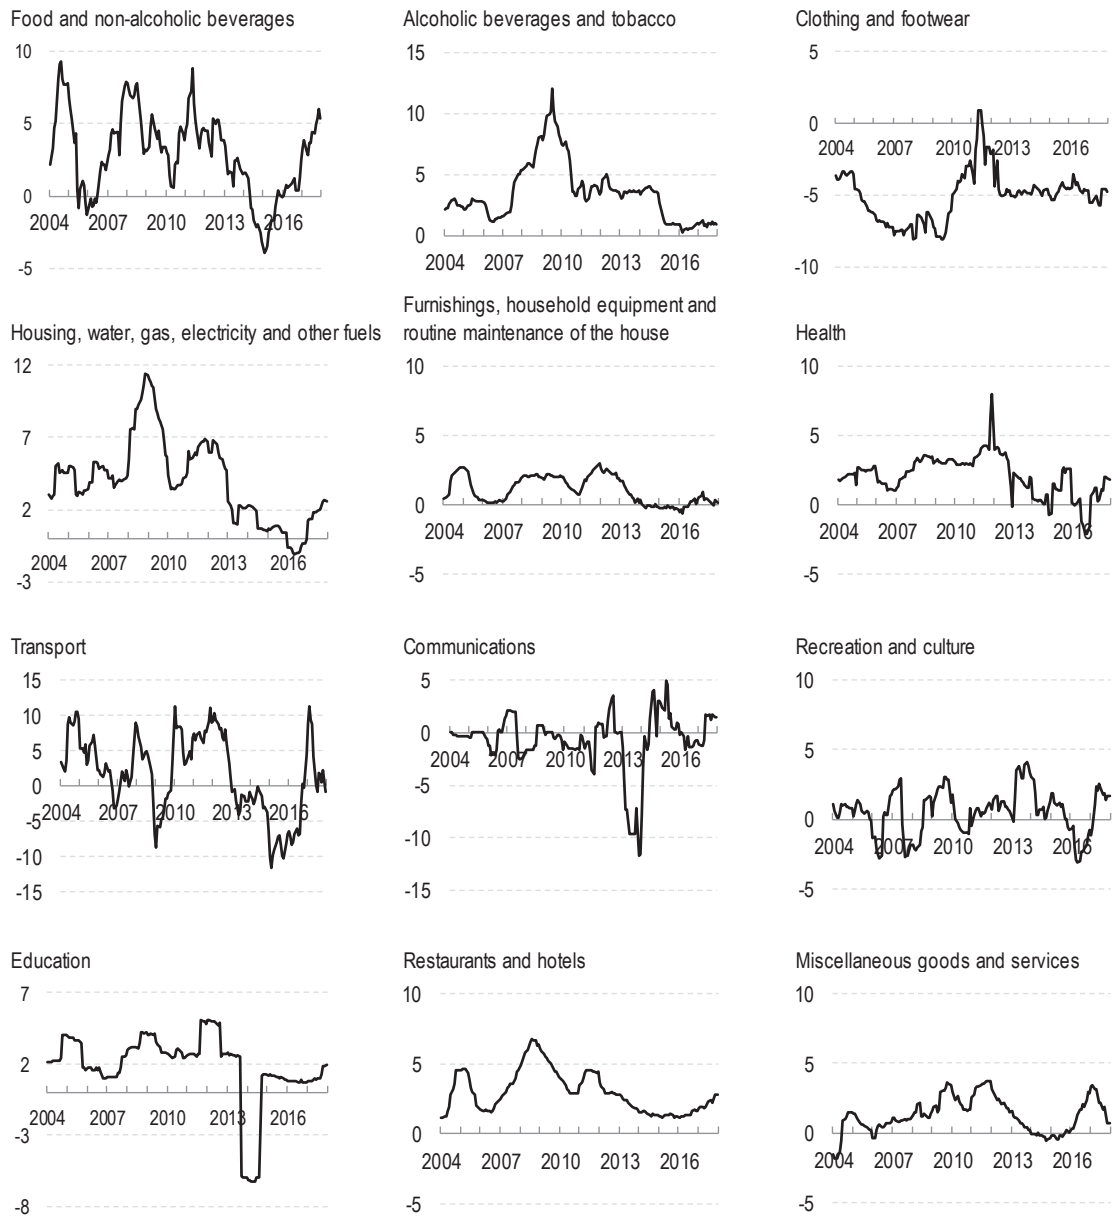 Food and non-alcoholic beverages
10
5
0
-5
2004 2007 2010 2013 2016
Alcoholic beverages and tobacco
15
10
5
0
2004 2007 2010 2013 2016
Clothing and footwear
5
0
-5
-10
2004 2007 2010 2013 2016
Housing, water, gas, electricity and other fuels
12
7
2
-3
2004 2007 2010 2013 2016
Furnishings, household equipment and
routine maintenance of the house
10
5
0
-5
2004 2007 2010 2013 2016
Health
10
5
0
-5
2004 2007 2010 2013 2016
Transport
15
10
5
0
-5
-10
-15
2004 2007 2010 2013 2016
Communications
5
0
-5
-10
-15
2004 2007 2010 2013 2016
Recreation and culture
10
5
0
-5
2004 2007 2010 2013 2016
Education
7
2
-3
-8
2004 2007 2010 2013 2016
Restaurants and hotels
10
5
0
-5
2004 2007 2010 2013 2016
Miscellaneous goods and services
10
5
0
-5
2004 2007 2010 2013 2016